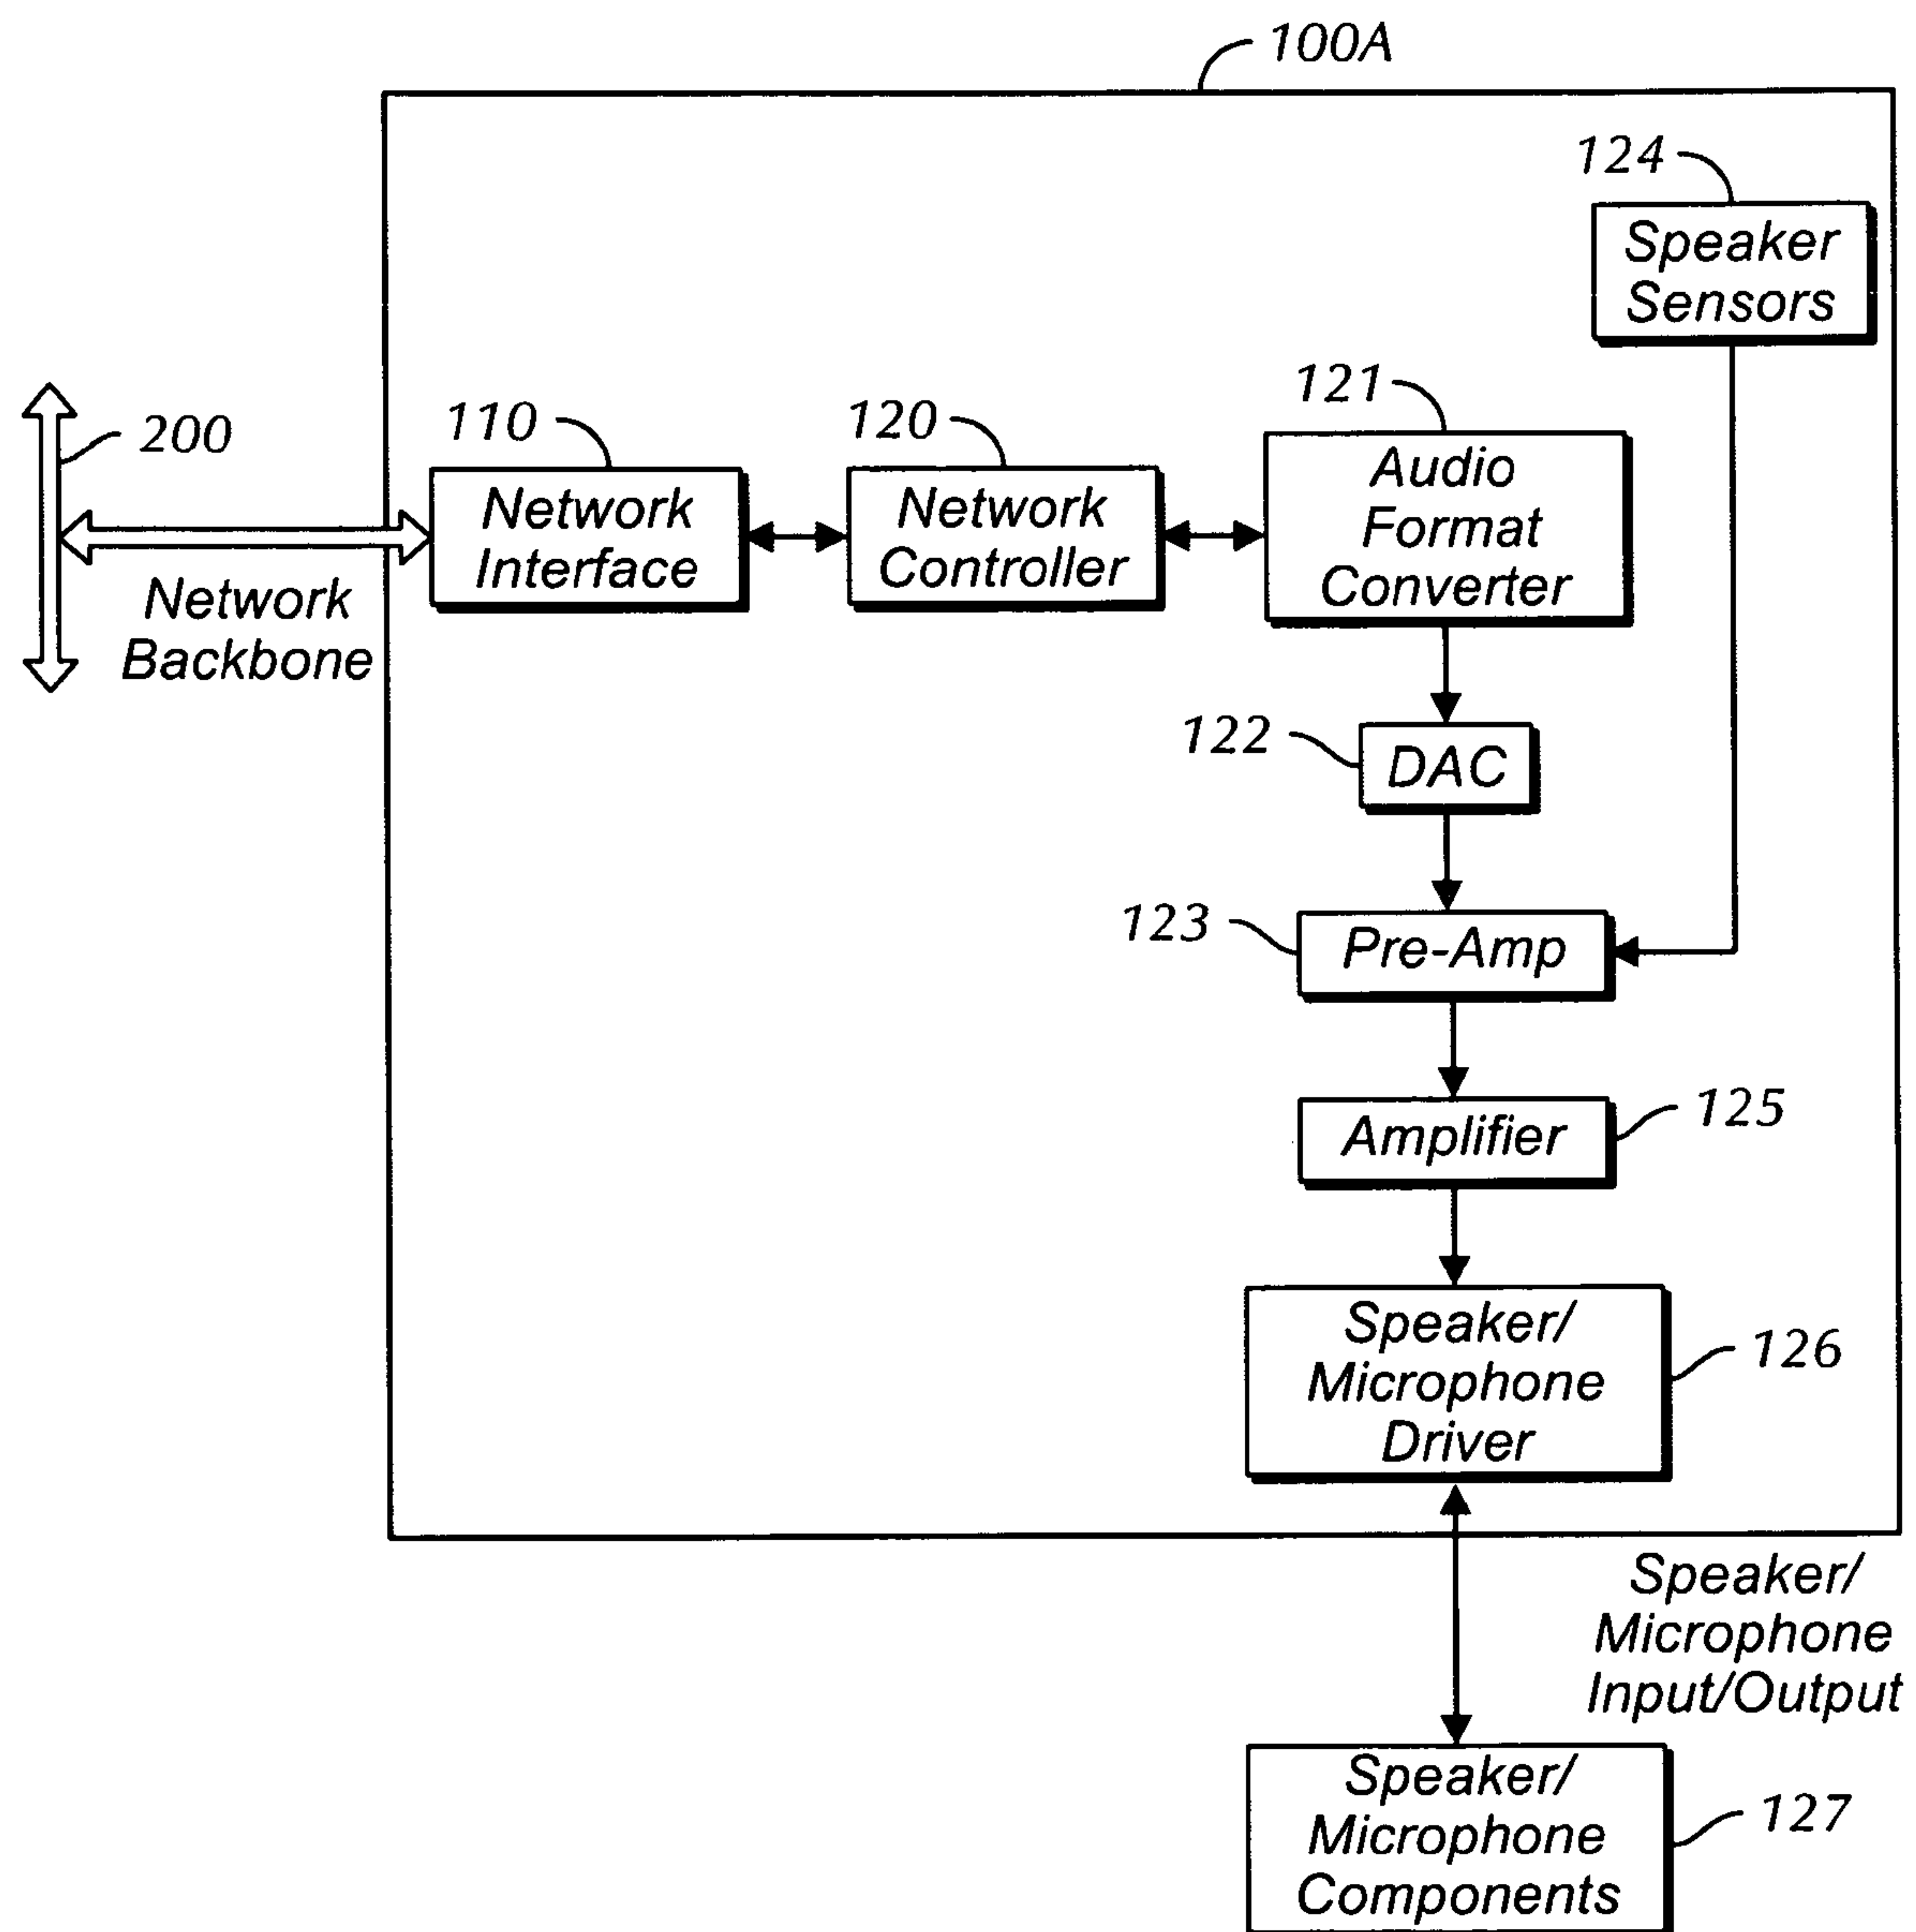 100A
124
Speaker
Sensors
121
200
110
120
Audio
Format
Converter
Network
Interface
Network
Controller
Network
Backbone
122
DAC
123
Pre-Amp
Amplifier
125
Speaker/
Microphone
Driver
126
Speaker/
Microphone
Input/Output
Speaker/
Microphone
Components
127